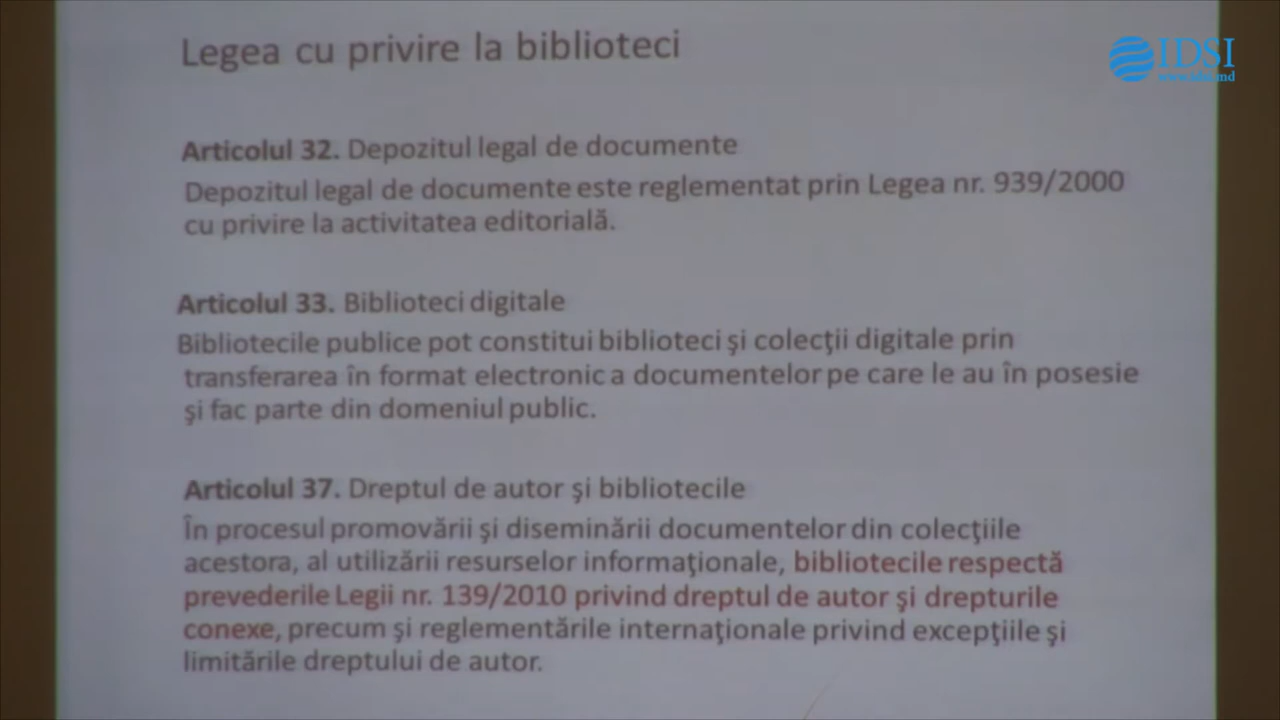 Legea cu privire la biblioteci
IDSI
www.idsi.md
Articolul 32. Depozitul legal de documente
Depozitul legal de documente este reglementat prin Legea nr. 939/2000
cu privire la activitatea editorială.
Articolul 33. Biblioteci digitale
Bibliotecile publice pot constitui biblioteci şi colecţii digitale prin
transferarea în format electronic a documentelor pe care le au în posesie
şi fac parte din domeniul public.
Articolul 37. Dreptul de autor şi bibliotecile
În procesul promovării şi diseminării documentelor din colecţiile
acestora, al utilizării resurselor informaţionale, bibliotecile respectă
prevederile Legii nr. 139/2010 privind dreptul de autor şi drepturile
conexe, precum şi reglementările internaţionale privind excepţiile şi
limitările dreptului de autor.